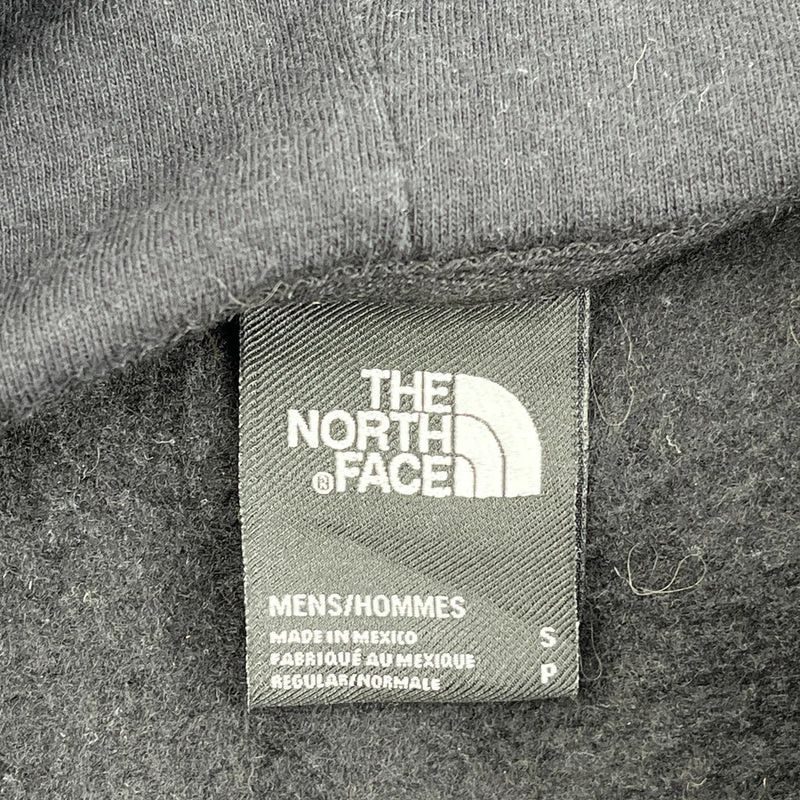 THE
NORTH
®FACE
MENS/HOMMES
MADE IN MEXICO S
FABRIQUÉ AU MEXIQUE
REGULAR/NORMALE P